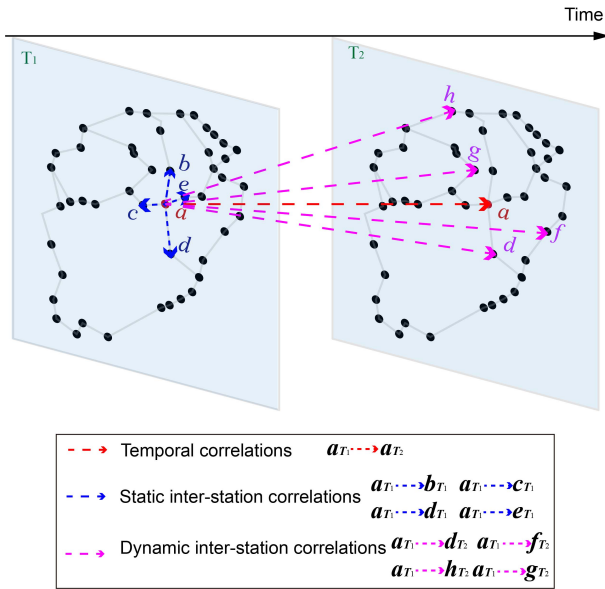 Time
T1
T2
h
b
g
e
c
a
a
d
d
f
Temporal correlations aT1 aT2
Static inter-station correlations aT1 bT1 aT1 cT1
aT1 dT1 aT1 eT1
Dynamic inter-station correlations aT1 dT2 aT1 fT2
aT1 hT2 aT1 gT2